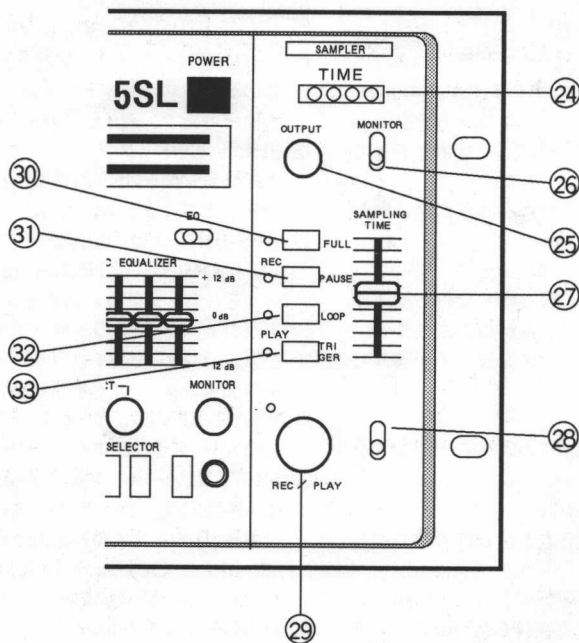 SAMPLER
POWER
TIME
24
5SL
OUTPUT
MONITOR
26
30
25
31
EQ
SAMPLING
TIME
FULL
REC
EQUALIZER
+ 12 dB
PAUSE
27
0 dB
LOOP
32
PLAY
TRI
GER
33
- 12 dB
CT
MONITOR
28
SELECTOR
REC / PLAY
29